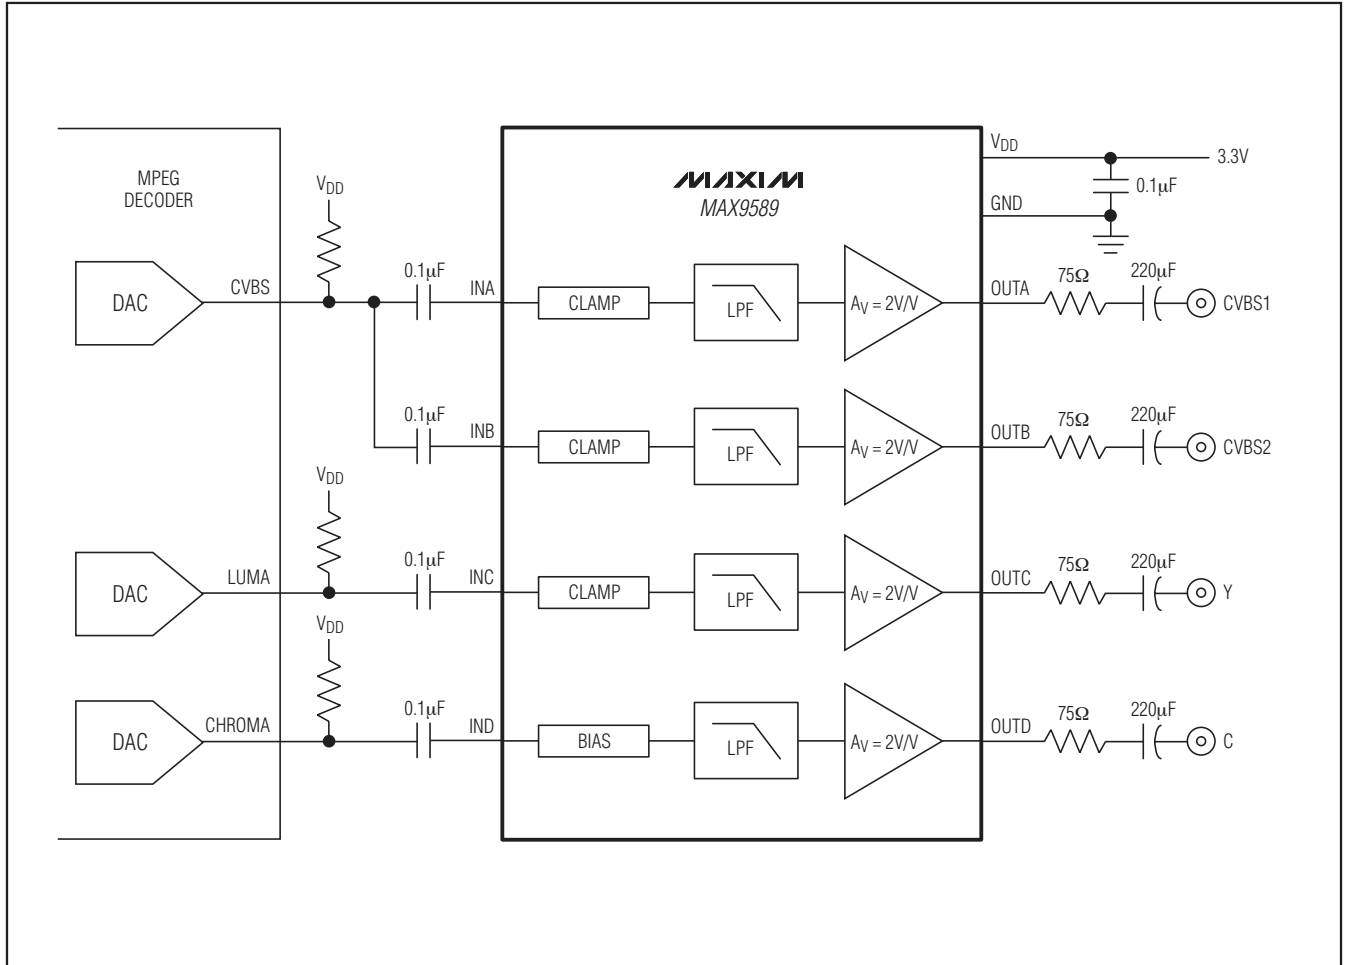 MPEG
DECODER
VDD
MAXIM
MAX9589
VDD
3.3V
0.1µF
GND
DAC
CVBS
0.1µF
INA
CLAMP
LPF
AV = 2V/V
OUTA
75Ω
220µF
CVBS1
0.1µF
INB
CLAMP
LPF
AV = 2V/V
OUTB
75Ω
220µF
CVBS2
VDD
DAC
LUMA
0.1µF
INC
CLAMP
LPF
AV = 2V/V
OUTC
75Ω
220µF
Y
VDD
DAC
CHROMA
0.1µF
IND
BIAS
LPF
AV = 2V/V
OUTD
75Ω
220µF
C